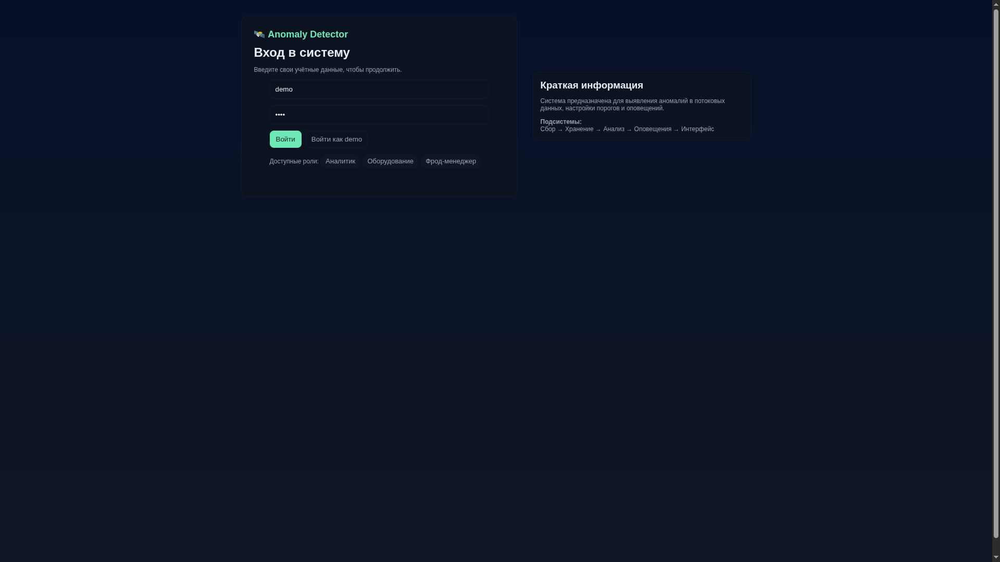 Anomaly Detector
Вход в систему
Введите свои учётные данные, чтобы продолжить.
demo
••••
Войти
Войти как demo
Доступные роли: Аналитик Оборудование Фрод-менеджер
Краткая информация
Система предназначена для выявления аномалий в потоковых
данных, настройки порогов и оповещений.
Подсистемы:
Сбор → Хранение → Анализ → Оповещения → Интерфейс